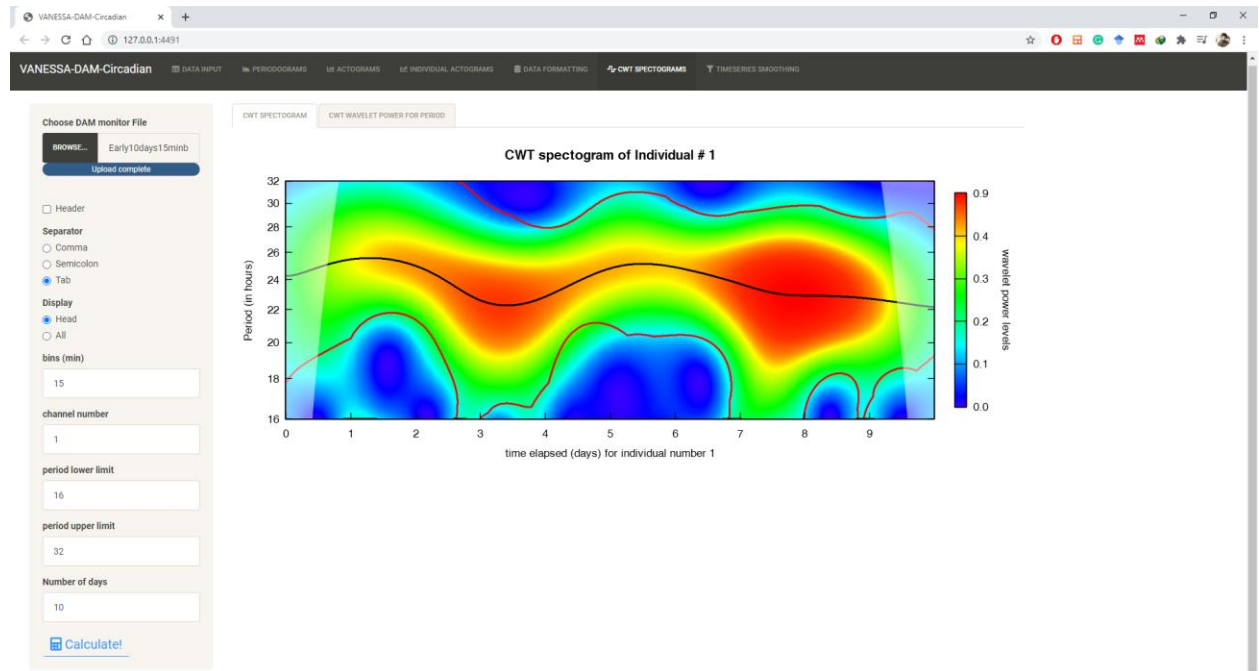 VANESSA-DAM-Circadian
127.0.0.1:4491
VANESSA-DAM-Circadian DATA INPUT PERIODOGRAMS ACTOGRAMS INDIVIDUAL ACTOGRAMS DATA FORMATTING CWT SPECTOGRAMS TIMESERIES SMOOTHING
Choose DAM monitor File
BROWSE... Early10days15minb
Upload complete
Header
Separator
Comma
Semicolon
Tab
Display
Head
All
bins (min)
15
channel number
1
period lower limit
16
period upper limit
32
Number of days
10
Calculate!
CWT SPECTOGRAM CWT WAVELET POWER FOR PERIOD
CWT spectogram of Individual # 1
Period (in hours)
32
30
28
26
24
22
20
18
16
0 1 2 3 4 5 6 7 8 9
time elapsed (days) for individual number 1
0.9
0.4
0.3
0.2
0.1
0.0
wavelet power levels